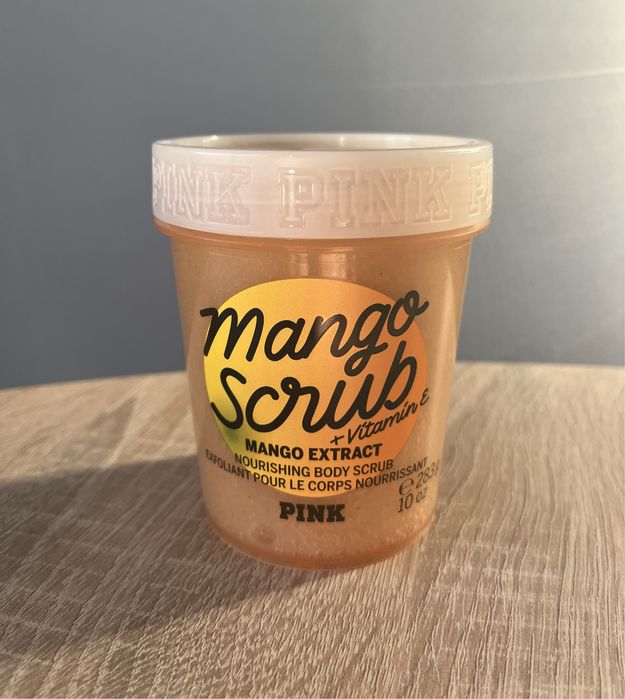 PINK PINK P
Mango
Scrub
+ Vitamin E
MANGO EXTRACT
NOURISHING BODY SCRUB
EXFOLIANT POUR LE CORPS NOURRISSANT
℮ 283 g
10 oz
PINK